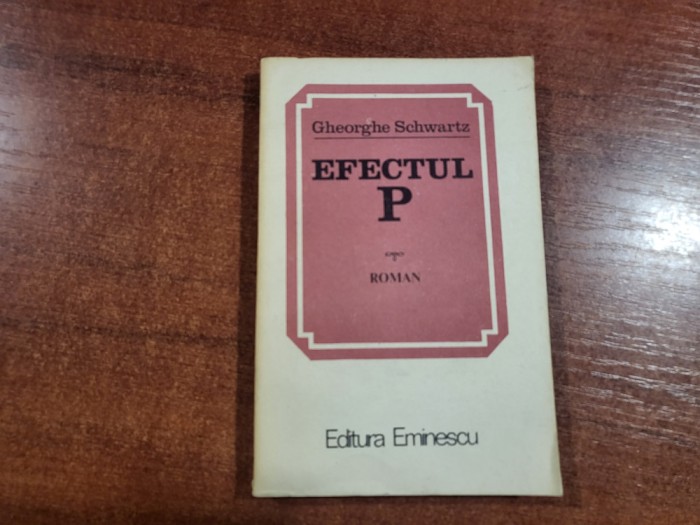 Gheorghe Schwartz
EFECTUL
P
ROMAN
Editura Eminescu